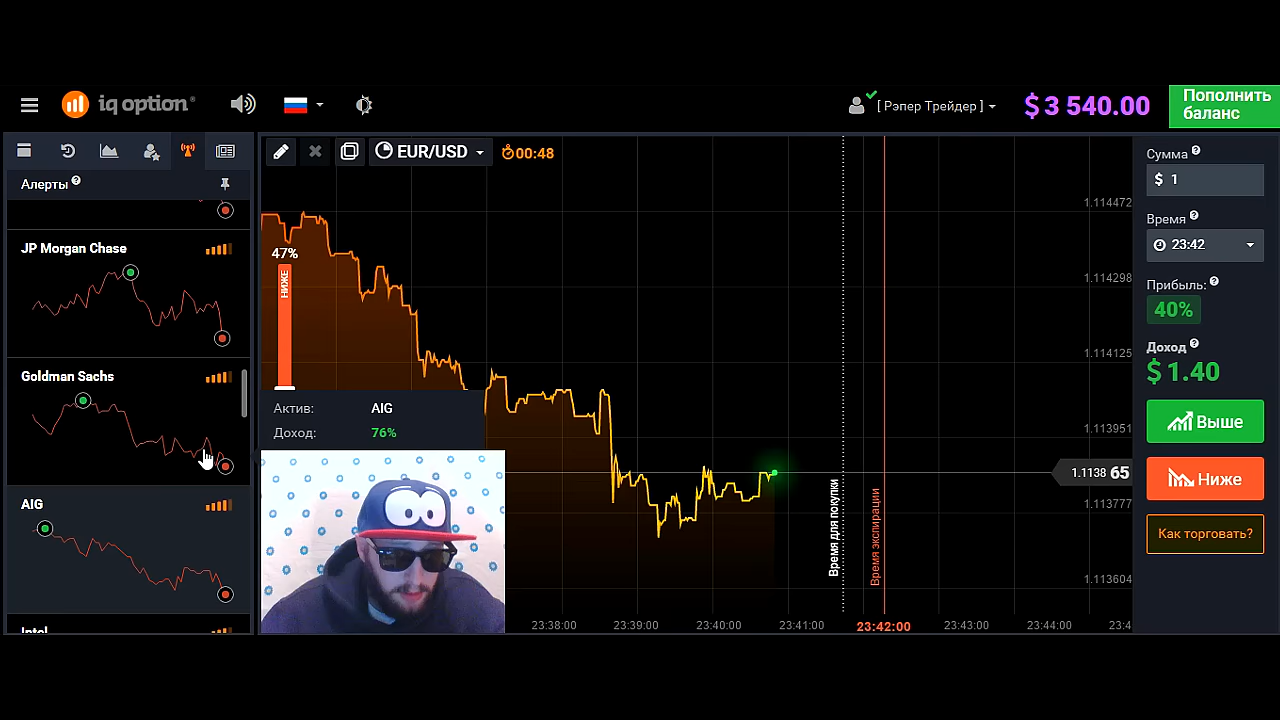 iq option®
[ Рэпер Трейдер ]
$ 3 540.00
Пополнить
баланс
EUR/USD
00:48
Алерты
JP Morgan Chase
Goldman Sachs
AIG
Intel
47%
НИЖЕ
Актив: AIG
Доход: 76%
Время для покупки
Время экспирации
1.114472
1.114298
1.114125
1.113951
1.1138 65
1.113777
1.113604
23:38:00
23:39:00
23:40:00
23:41:00
23:42:00
23:43:00
23:44:00
23:4
Сумма
$ 1
Время
23:42
Прибыль:
40%
Доход
$ 1.40
Выше
Ниже
Как торговать?